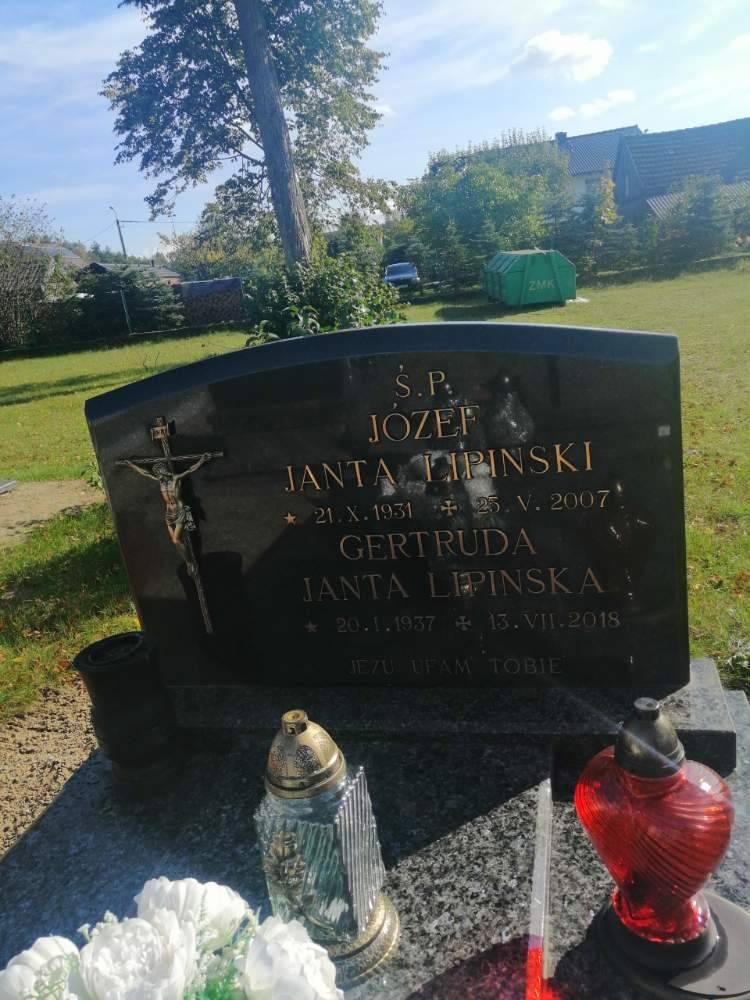 ZMK
Ś.P.
JÓZEF
JANTA LIPINSKI
21.X.1931 25.V.2007
GERTRUDA
JANTA LIPINSKA
20.I.1937 13.VII.2018
JEZU UFAM TOBIE